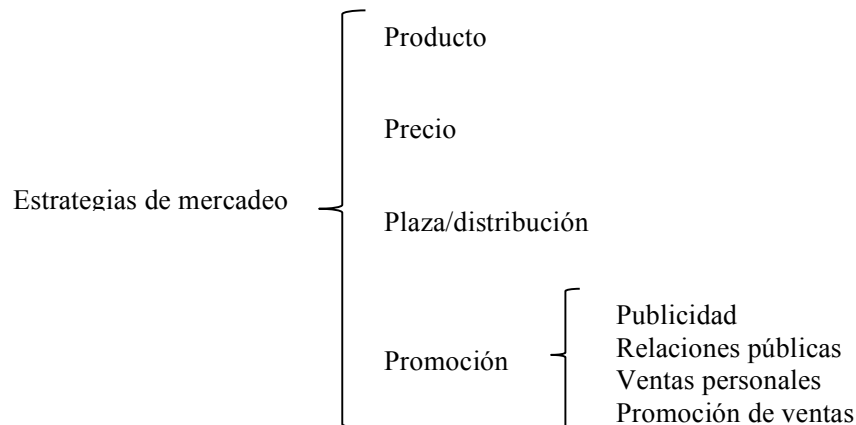 Producto
Precio
Estrategias de mercadeo
Plaza/distribución
Promoción
Publicidad
Relaciones públicas
Ventas personales
Promoción de ventas